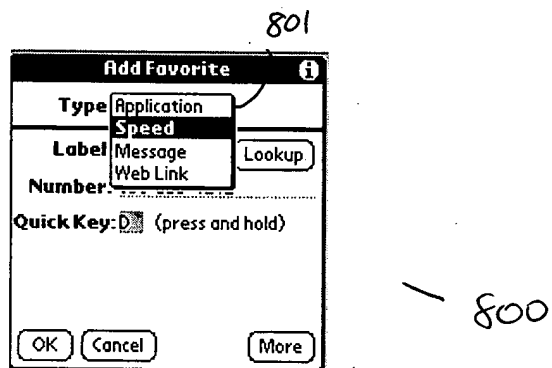 801
Add Favorite i
Type Application
Speed
Label Message Lookup
Web Link
Number:
Quick Key: D (press and hold)
800
OK Cancel More